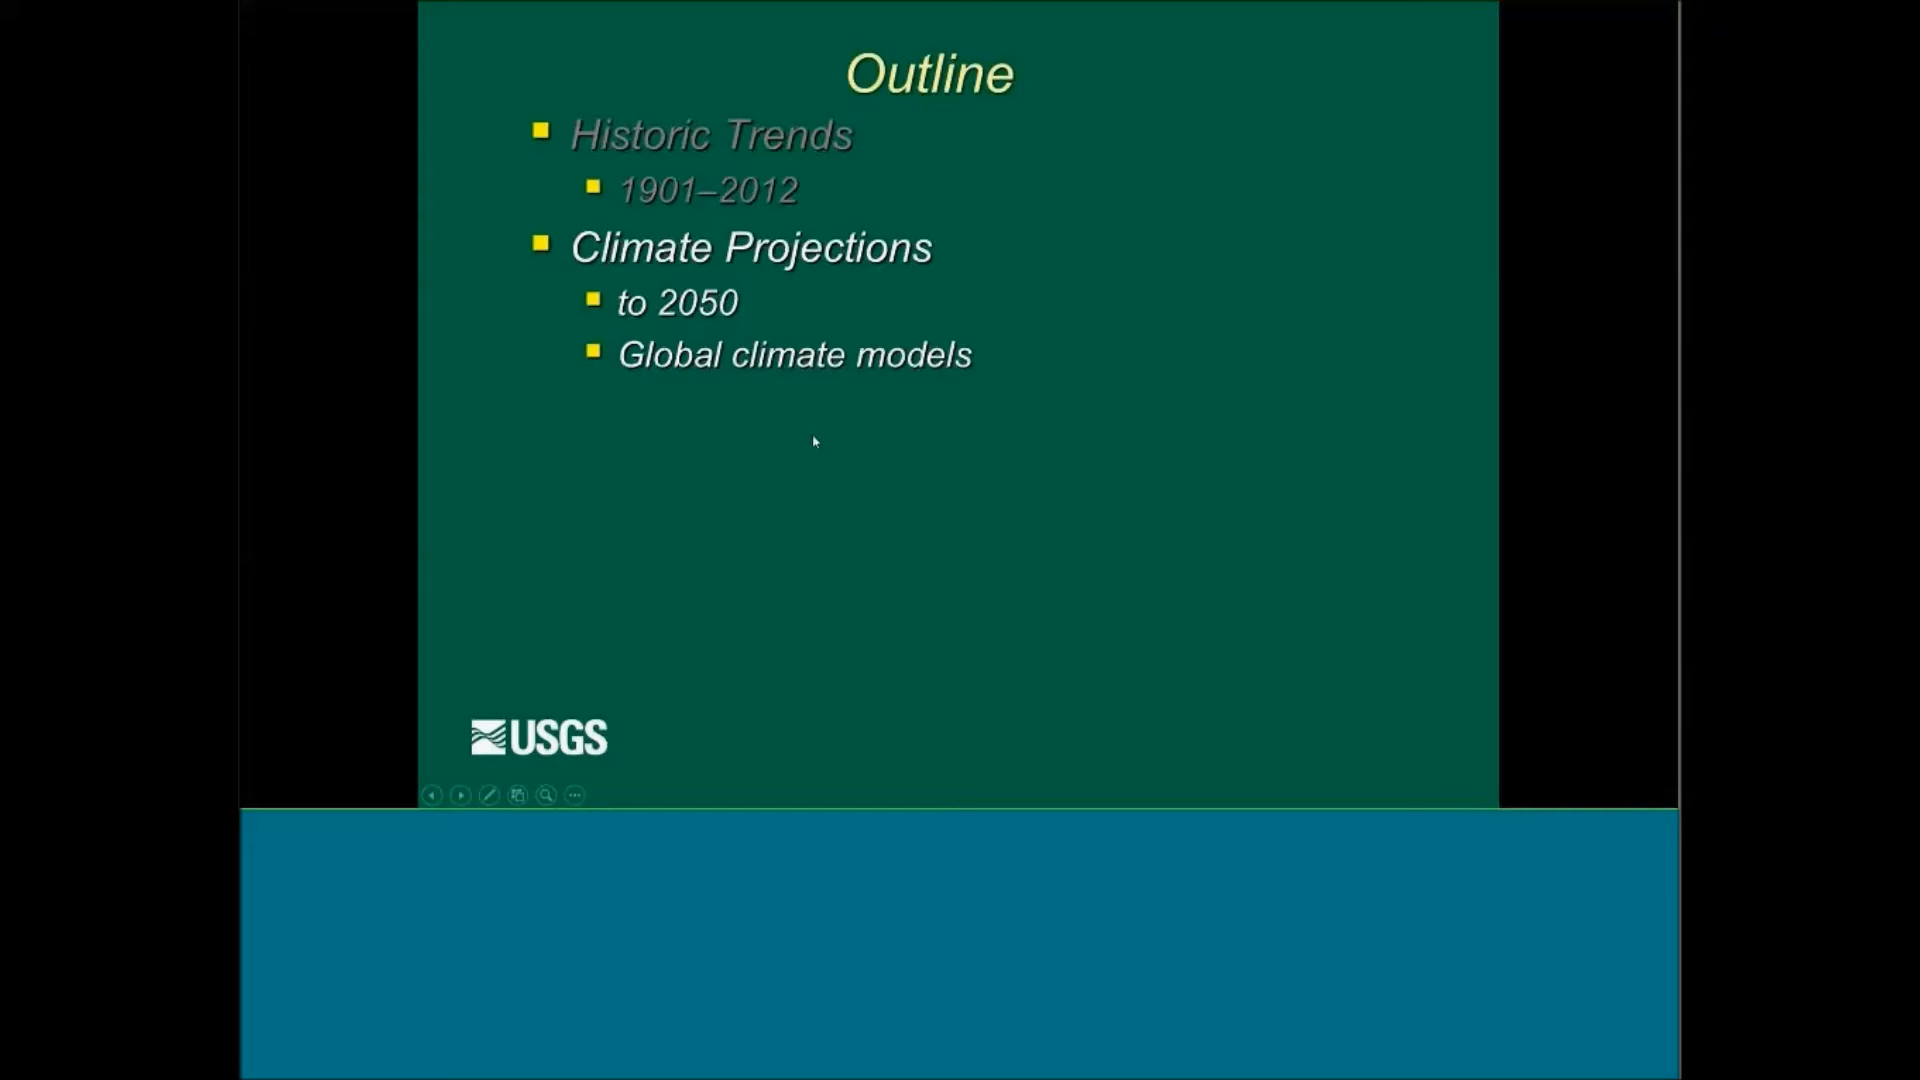 Outline
Historic Trends
1901–2012
Climate Projections
to 2050
Global climate models
USGS